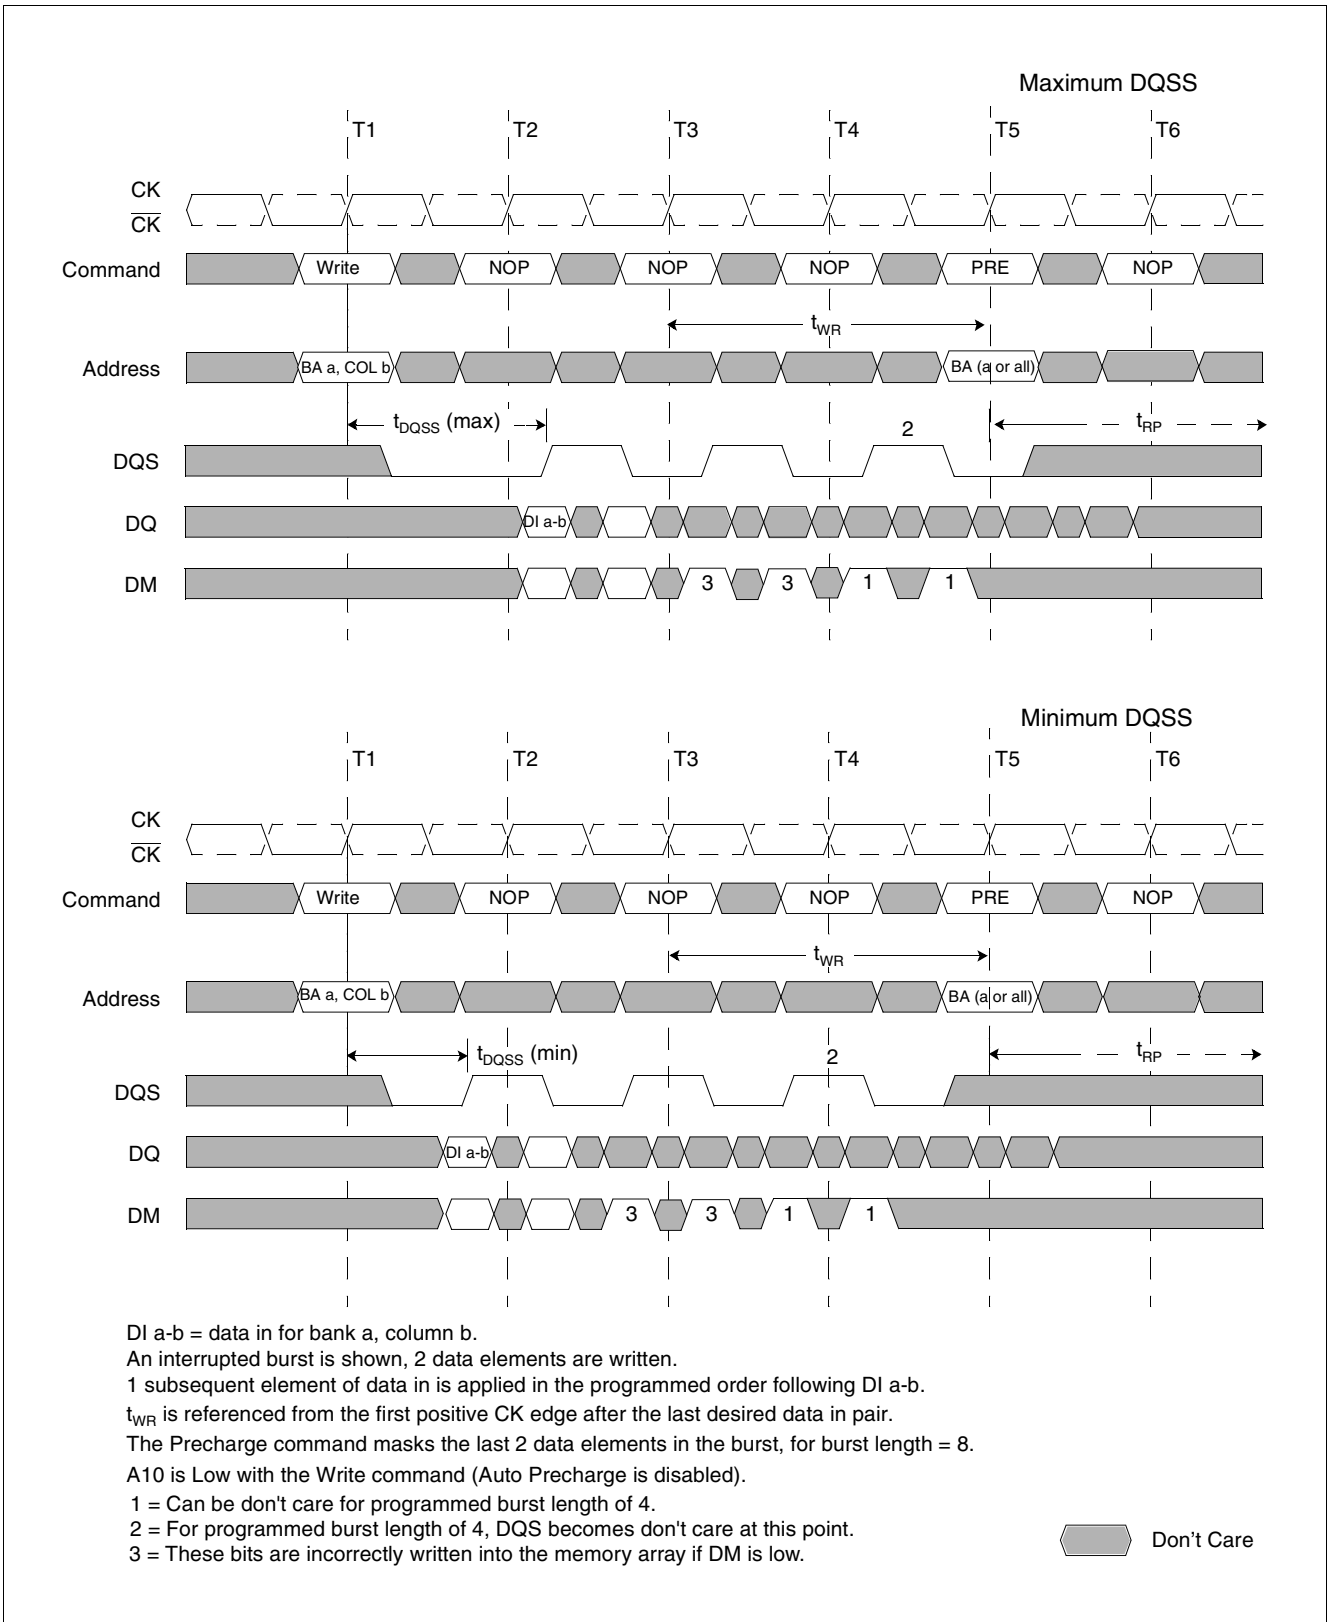 Maximum DQSS
T1 T2 T3 T4 T5 T6
CK
CK
Command Write NOP NOP NOP PRE NOP
tWR
Address BA a, COL b BA (a or all)
tDQSS (max) 2 tRP
DQS
DQ DI a-b
DM 3 3 1 1
Minimum DQSS
T1 T2 T3 T4 T5 T6
CK
CK
Command Write NOP NOP NOP PRE NOP
tWR
Address BA a, COL b BA (a or all)
tDQSS (min) 2 tRP
DQS
DQ DI a-b
DM 3 3 1 1
DI a-b = data in for bank a, column b.
An interrupted burst is shown, 2 data elements are written.
1 subsequent element of data in is applied in the programmed order following DI a-b.
tWR is referenced from the first positive CK edge after the last desired data in pair.
The Precharge command masks the last 2 data elements in the burst, for burst length = 8.
A10 is Low with the Write command (Auto Precharge is disabled).
1 = Can be don't care for programmed burst length of 4.
2 = For programmed burst length of 4, DQS becomes don't care at this point.
3 = These bits are incorrectly written into the memory array if DM is low.
Don't Care